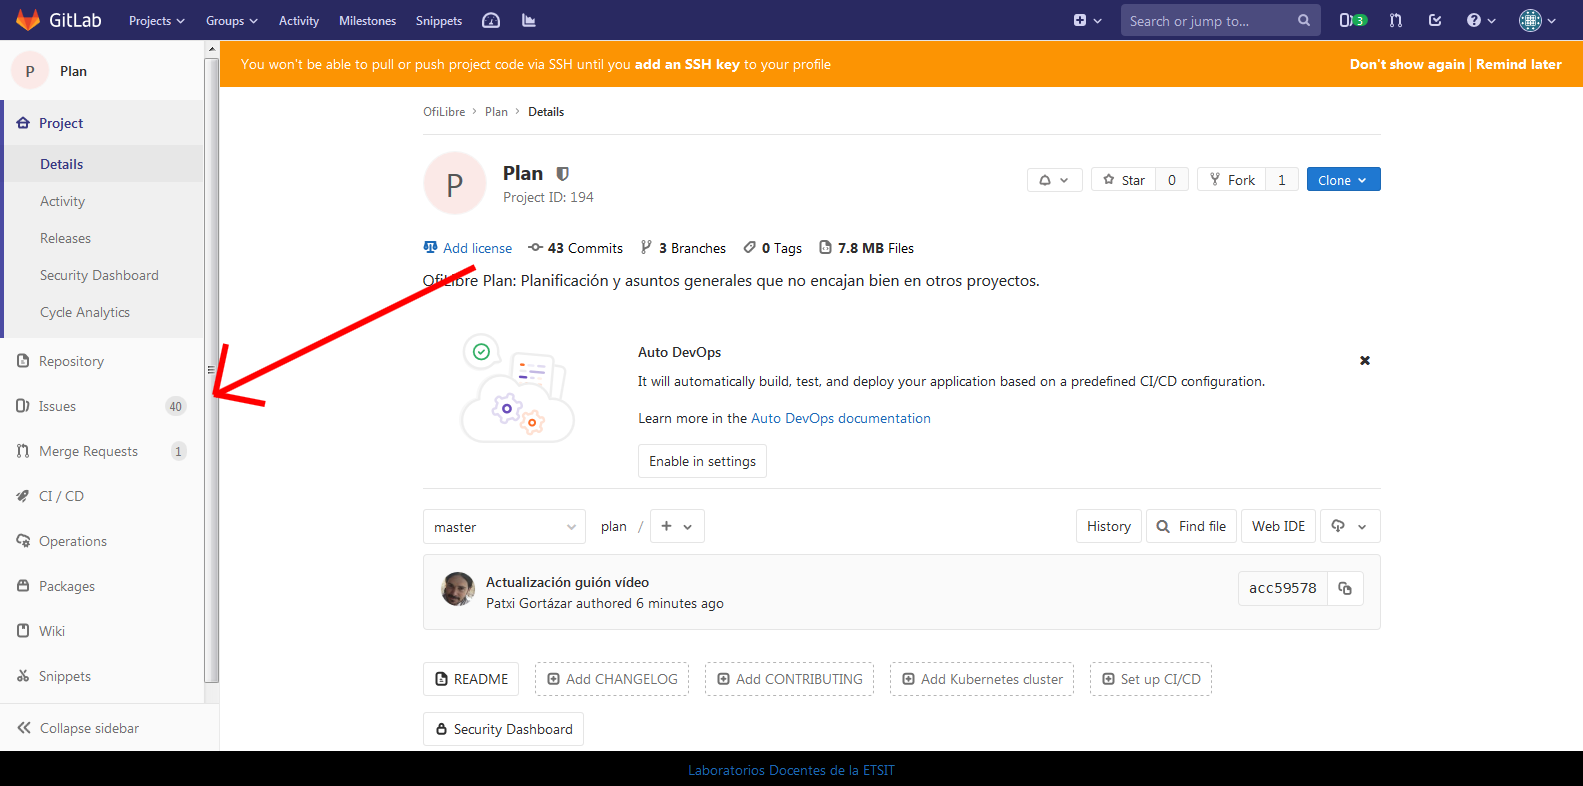 GitLab Projects Groups Activity Milestones Snippets Search or jump to... 3
P Plan
You won't be able to pull or push project code via SSH until you add an SSH key to your profile Don't show again | Remind later
Project
Details
Activity
Releases
Security Dashboard
Cycle Analytics
Repository
Issues 40
Merge Requests 1
CI / CD
Operations
Packages
Wiki
Snippets
Collapse sidebar
OfiLibre Plan Details
P
Plan
Project ID: 194
Star 0 Fork 1 Clone
Add license 43 Commits 3 Branches 0 Tags 7.8 MB Files
OfiLibre Plan: Planificación y asuntos generales que no encajan bien en otros proyectos.
Auto DevOps
It will automatically build, test, and deploy your application based on a predefined CI/CD configuration.
Learn more in the Auto DevOps documentation
Enable in settings
master plan / + History Find file Web IDE
Actualización guión vídeo
Patxi Gortázar authored 6 minutes ago
acc59578
README Add CHANGELOG Add CONTRIBUTING Add Kubernetes cluster Set up CI/CD
Security Dashboard
Laboratorios Docentes de la ETSIT